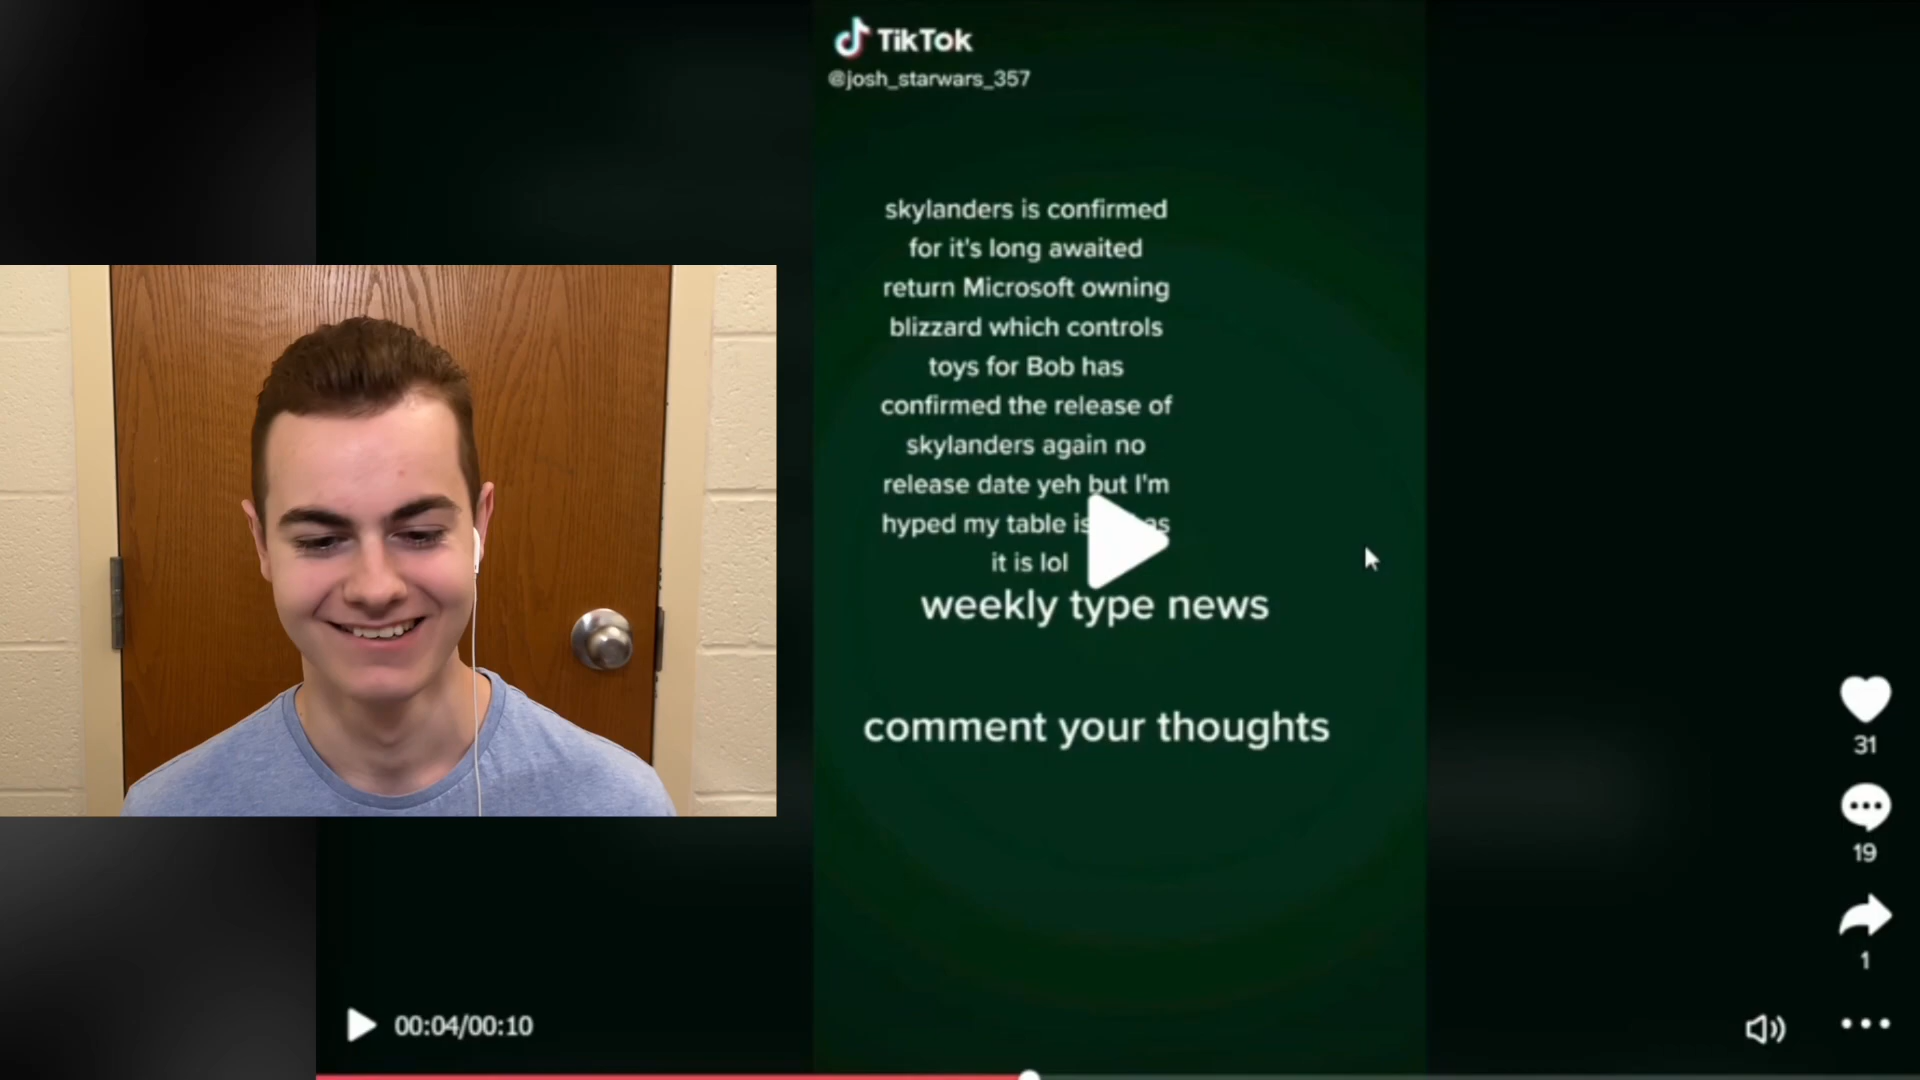 TikTok
@josh_starwars_357
skylanders is confirmed
for it's long awaited
return Microsoft owning
blizzard which controls
toys for Bob has
confirmed the release of
skylanders again no
release date yeh but I'm
hyped my table is as
it is lol
weekly type news
comment your thoughts
31
19
1
00:04/00:10